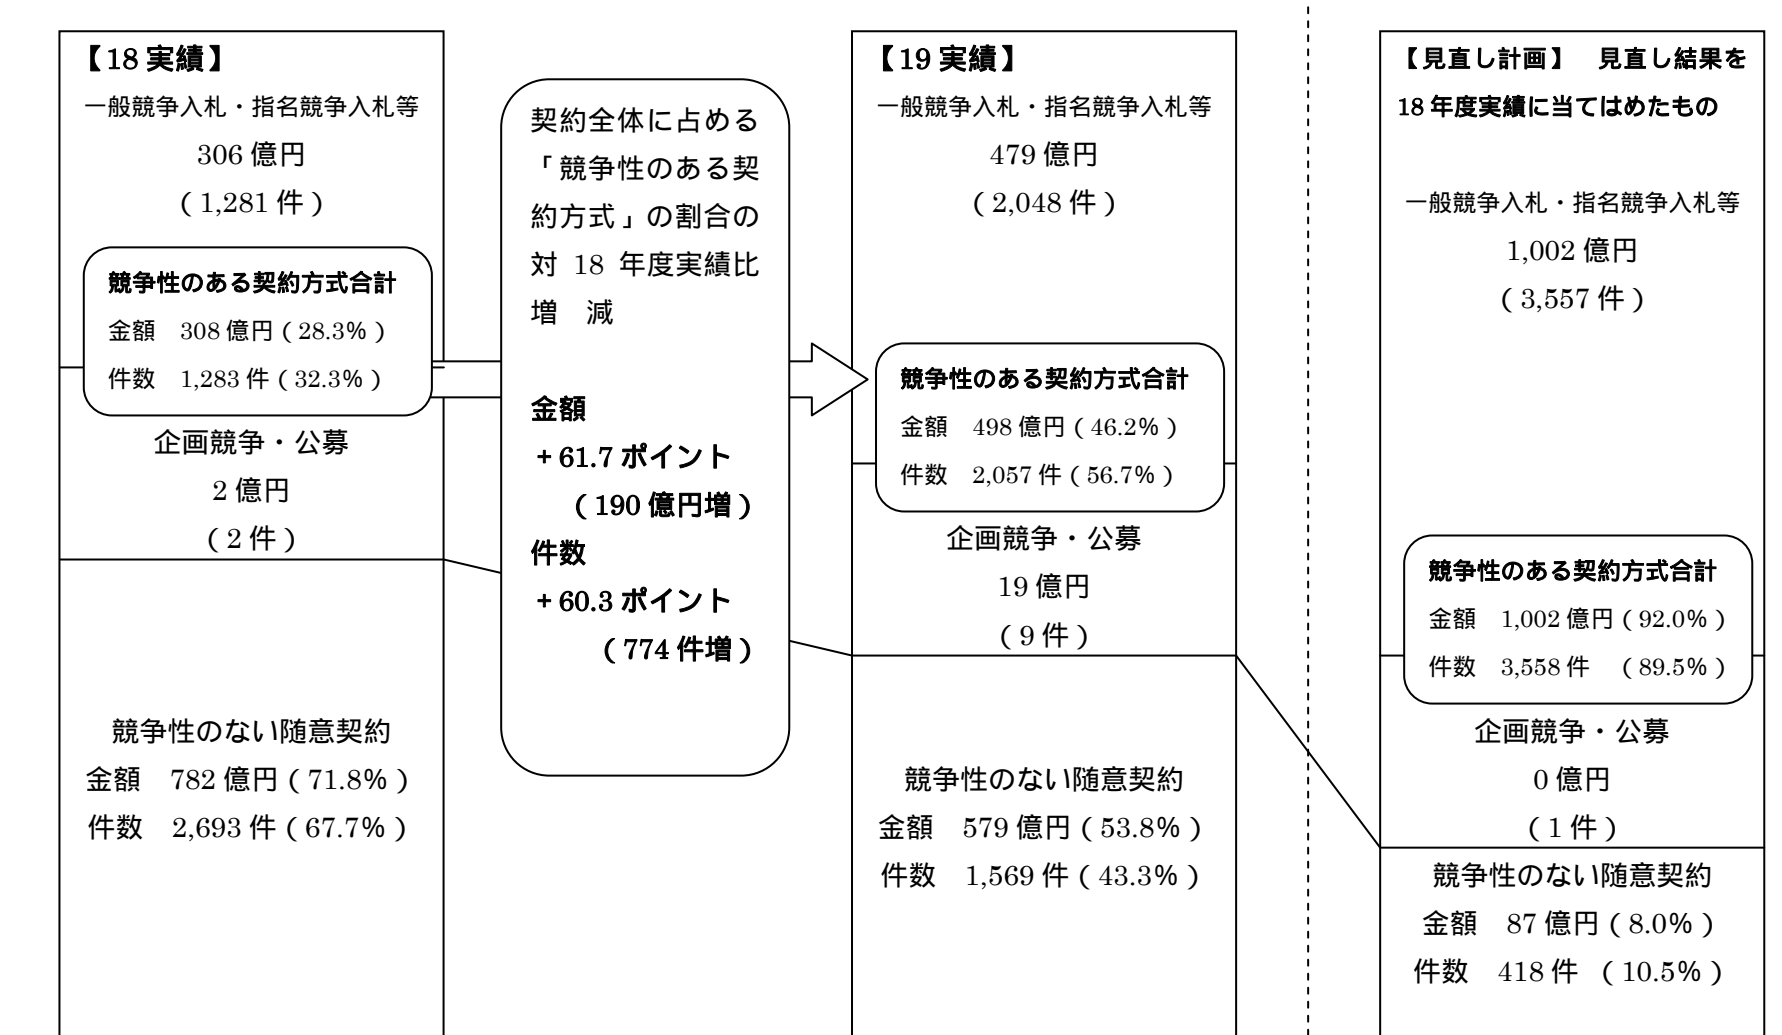 【18 実績】
一般競争入札・指名競争入札等
306 億円
（1,281 件）
競争性のある契約方式合計
金額　308 億円（28.3%）
件数　1,283 件（32.3%）
企画競争・公募
2 億円
（2 件）
競争性のない随意契約
金額　782 億円（71.8%）
件数　2,693 件（67.7%）
契約全体に占める
「競争性のある契
約方式」の割合の
対 18 年度実績比
増　減
金額
+61.7 ポイント
（190 億円増）
件数
+60.3 ポイント
（774 件増）
【19 実績】
一般競争入札・指名競争入札等
479 億円
（2,048 件）
競争性のある契約方式合計
金額　498 億円（46.2%）
件数　2,057 件（56.7%）
企画競争・公募
19 億円
（9 件）
競争性のない随意契約
金額　579 億円（53.8%）
件数　1,569 件（43.3%）
【見直し計画】　見直し結果を
18 年度実績に当てはめたもの
一般競争入札・指名競争入札等
1,002 億円
（3,557 件）
競争性のある契約方式合計
金額　1,002 億円（92.0%）
件数　3,558 件　（89.5%）
企画競争・公募
0 億円
（1 件）
競争性のない随意契約
金額　87 億円（8.0%）
件数　418 件 （10.5%）